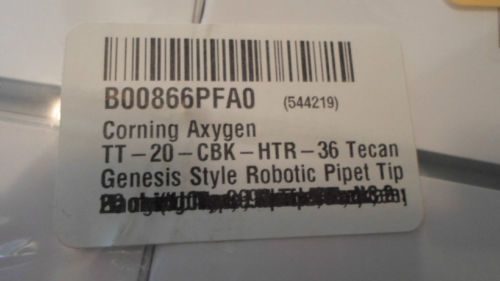 B00866PFA0 (544219)
Corning Axygen
TT-20-CBK-HTR-36 Tecan
Genesis Style Robotic Pipet Tip